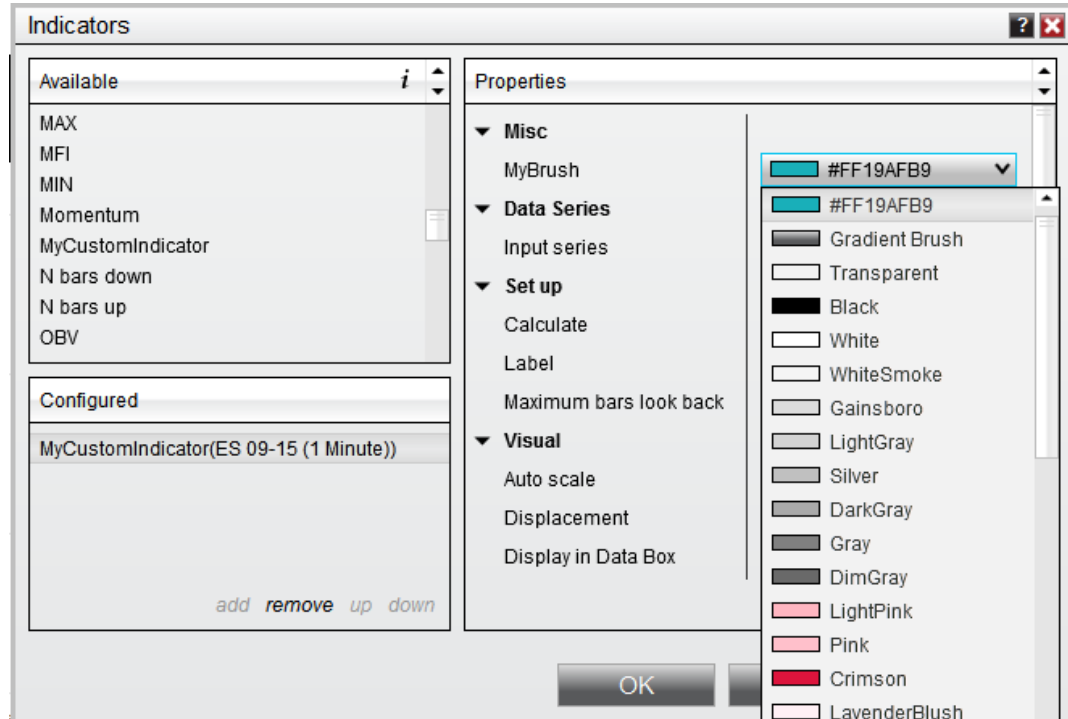 Indicators
?
Available
i
MAX
MFI
MIN
Momentum
MyCustomIndicator
N bars down
N bars up
OBV
Configured
MyCustomIndicator(ES 09-15 (1 Minute))
add remove up down
Properties
Misc
MyBrush
#FF19AFB9
Data Series
Input series
Set up
Calculate
Label
Maximum bars look back
Visual
Auto scale
Displacement
Display in Data Box
#FF19AFB9
Gradient Brush
Transparent
Black
White
WhiteSmoke
Gainsboro
LightGray
Silver
DarkGray
Gray
DimGray
LightPink
Pink
Crimson
LavenderBlush
OK